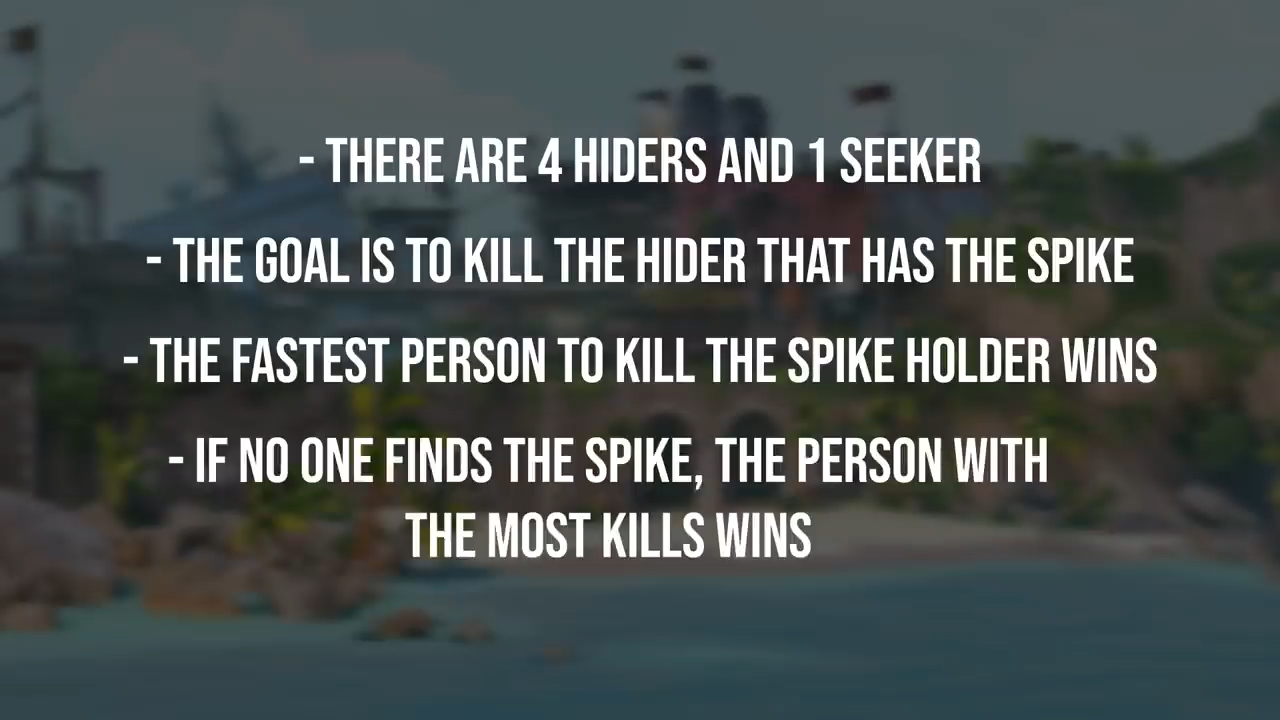 - THERE ARE 4 HIDERS AND 1 SEEKER
- THE GOAL IS TO KILL THE HIDER THAT HAS THE SPIKE
- THE FASTEST PERSON TO KILL THE SPIKE HOLDER WINS
- IF NO ONE FINDS THE SPIKE, THE PERSON WITH
THE MOST KILLS WINS